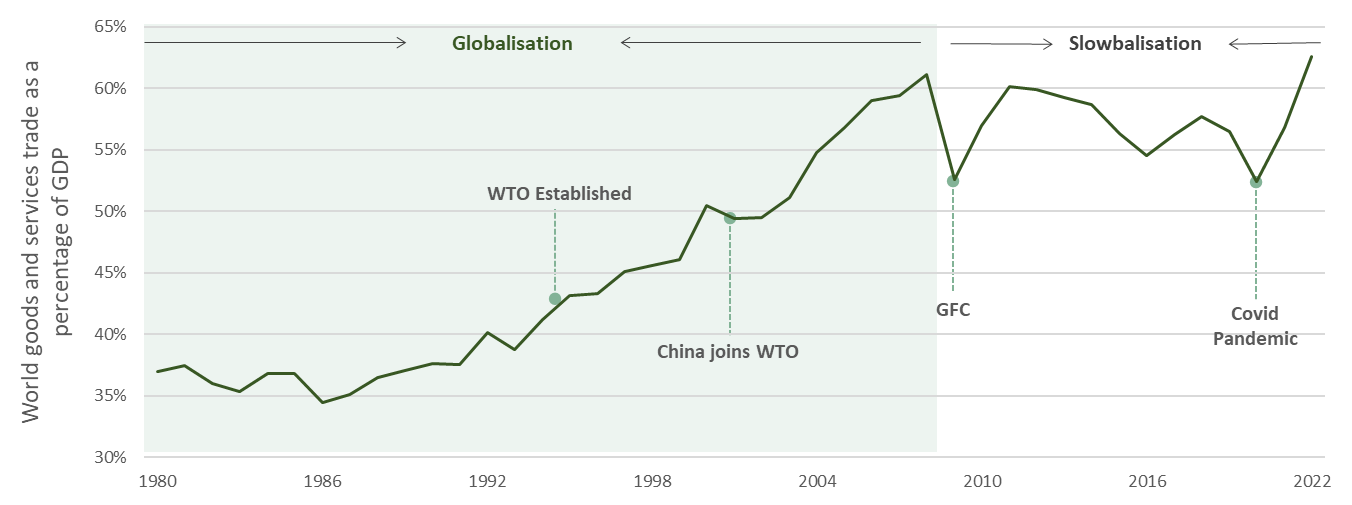 World goods and services trade as a
percentage of GDP
65%
60%
55%
50%
45%
40%
35%
30%
Globalisation
Slowbalisation
WTO Established
China joins WTO
GFC
Covid
Pandemic
1980
1986
1992
1998
2004
2010
2016
2022